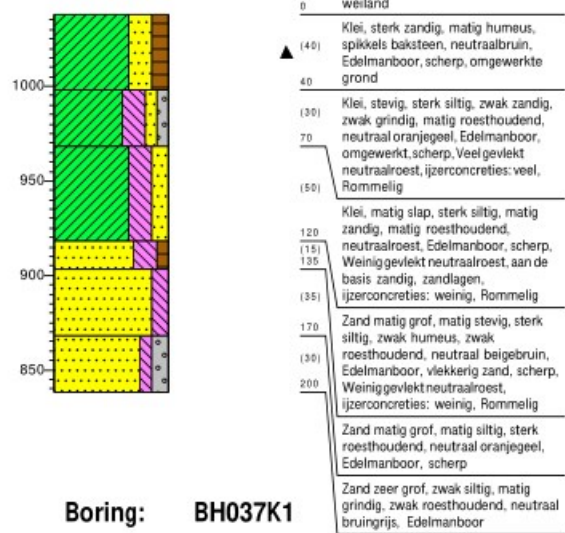 0
weiland
Klei, sterk zandig, matig humeus,
(40)
spikkels baksteen, neutraalbruin,
Edelmanboor, scherp, omgewerkte
grond
1000
40
Klei, stevig, sterk siltig, zwak zandig,
(30)
zwak grindig, matig roesthoudend,
neutraal oranjegeel, Edelmanboor,
70
omgewerkt, scherp, Veel gevlekt
neutraalroest, ijzerconcreties: veel,
Rommelig
950
(50)
Klei, matig slap, sterk siltig, matig
zandig, matig roesthoudend,
120
neutraalroest, Edelmanboor, scherp,
(15)
Weinig gevlekt neutraalroest, aan de
135
basis zandig, zandlagen,
ijzerconcreties: weinig, Rommelig
900
(35)
Zand matig grof, matig stevig, sterk
170
siltig, zwak humeus, zwak
roesthoudend, neutraal beigebruin,
(30)
Edelmanboor, vlekkerig zand, scherp,
Weinig gevlekt neutraalroest,
850
200
ijzerconcreties: weinig, Rommelig
Zand matig grof, matig siltig, sterk
roesthoudend, neutraal oranjegeel,
Edelmanboor, scherp
Zand zeer grof, zwak siltig, matig
grindig, zwak roesthoudend, neutraal
bruingrijs, Edelmanboor
Boring: BH037K1